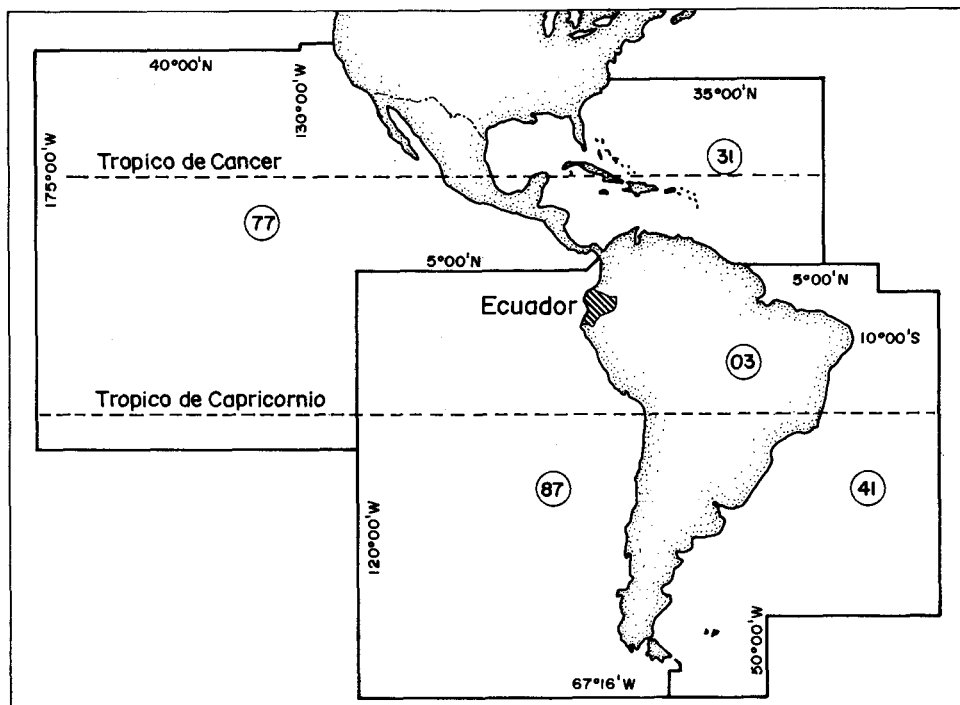 40°00'N
130°00'W
35°00'N
175°00'W
Tropico de Cancer
31
77
5°00'N
5°00'N
Ecuador
10°00'S
03
Tropico de Capricornio
87
41
120°00'W
50°00'W
67°16'W